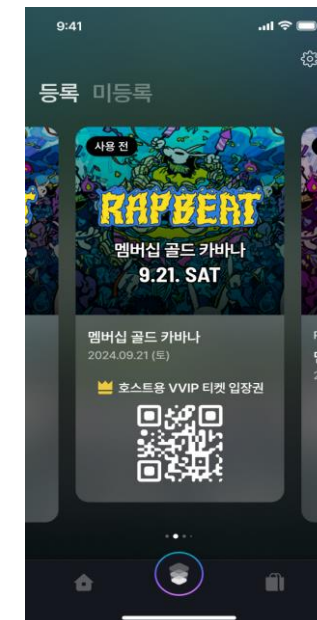 9:41
등록 미등록
사용 전
RAPBEAT
멤버십 골드 카바나
9.21. SAT
멤버십 골드 카바나
2024.09.21 (토)
호스트용 VVIP 티켓 입장권